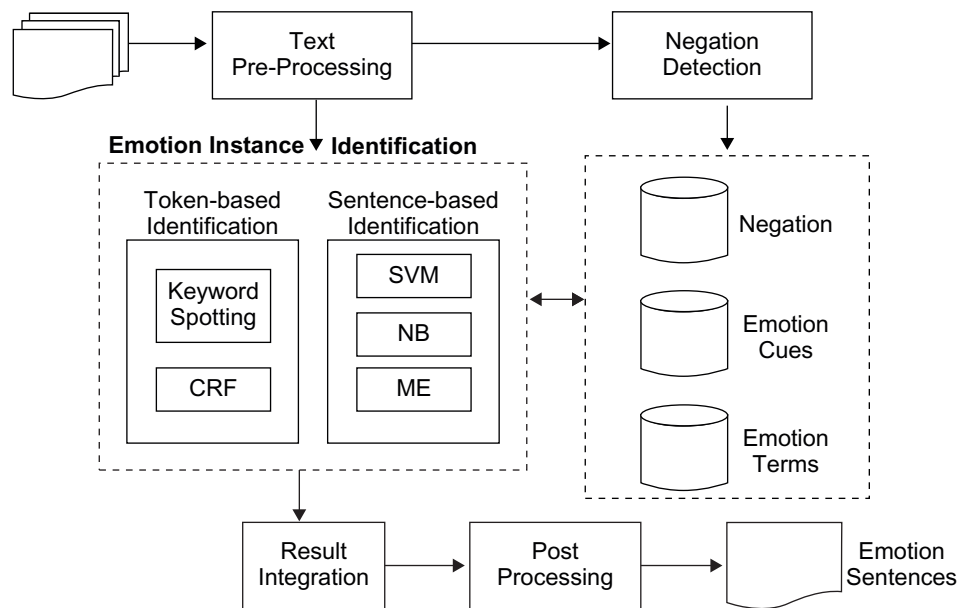 Text
Pre-Processing
Negation
Detection
Emotion Instance Identification
Token-based
Identification
Sentence-based
Identification
Keyword
Spotting
CRF
SVM
NB
ME
Negation
Emotion
Cues
Emotion
Terms
Result
Integration
Post
Processing
Emotion
Sentences